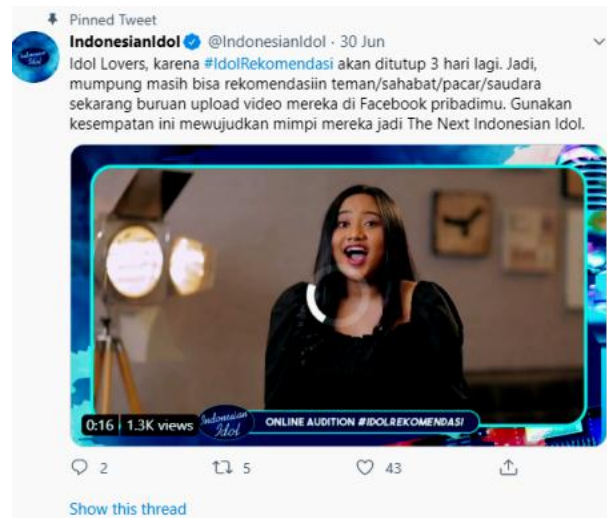 Pinned Tweet
IndonesianIdol @IndonesianIdol · 30 Jun
Idol Lovers, karena #IdolRekomendasi akan ditutup 3 hari lagi. Jadi,
mumpung masih bisa rekomendasiin teman/sahabat/pacar/saudara
sekarang buruan upload video mereka di Facebook pribadimu. Gunakan
kesempatan ini mewujudkan mimpi mereka jadi The Next Indonesian Idol.
0:16 1.3K views
Indonesian
Idol
ONLINE AUDITION #IDOLREKOMENDASI
2 5 43
Show this thread